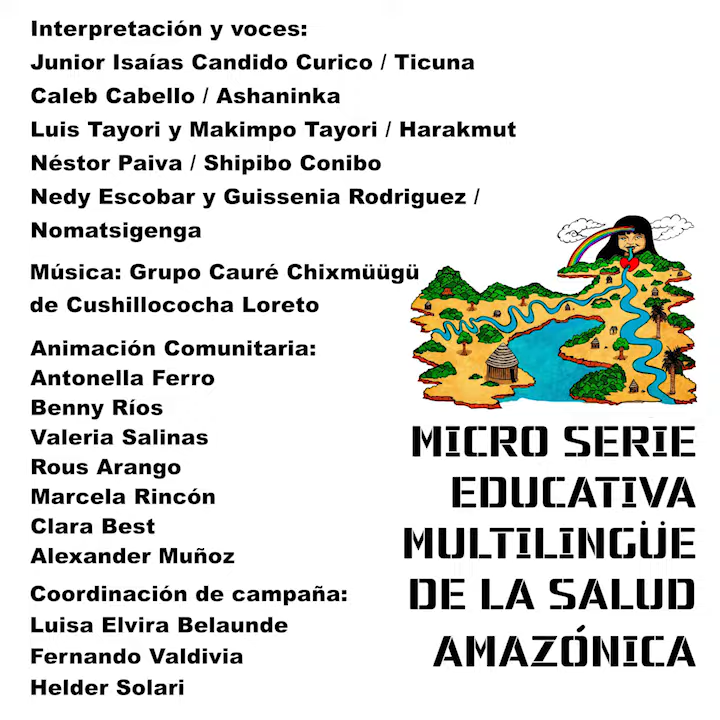 Interpretación y voces:
Junior Isaías Candido Curico / Ticuna
Caleb Cabello / Ashaninka
Luis Tayori y Makimpo Tayori / Harakmut
Néstor Paiva / Shipibo Conibo
Nedy Escobar y Guissenia Rodriguez /
Nomatsigenga
Música: Grupo Cauré Chixmüügü
de Cushillococha Loreto
Animación Comunitaria:
Antonella Ferro
Benny Ríos
Valeria Salinas
Rous Arango
Marcela Rincón
Clara Best
Alexander Muñoz
Coordinación de campaña:
Luisa Elvira Belaunde
Fernando Valdivia
Helder Solari
MICRO SERIE
EDUCATIVA
MULTILINGÜE
DE LA SALUD
AMAZÓNICA